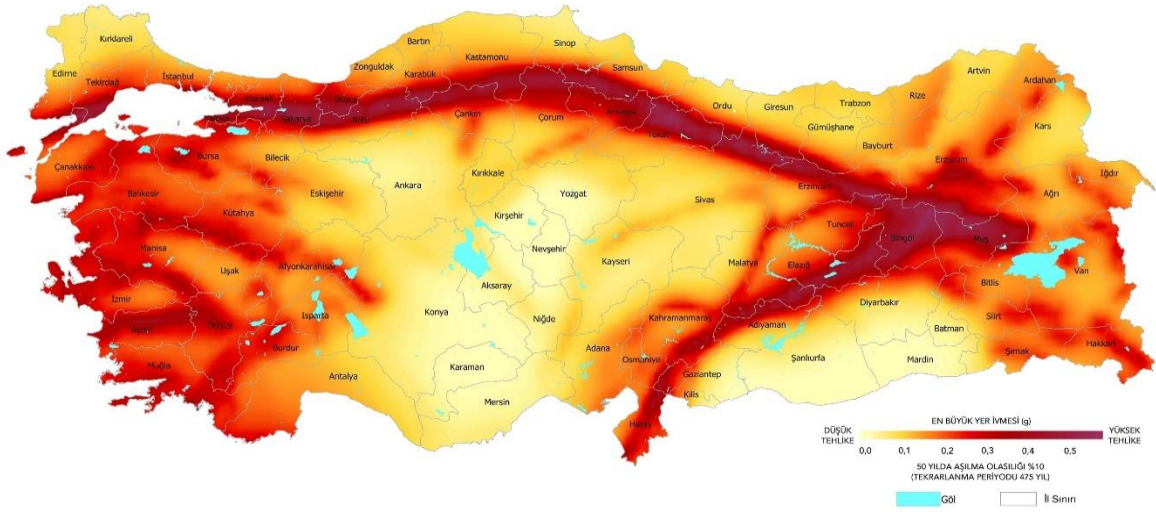 Kırklareli
Edirne
Tekirdağ
İstanbul
Kocaeli
Yalova
Sakarya
Düzce
Bolu
Zonguldak
Bartın
Karabük
Kastamonu
Sinop
Samsun
Çankırı
Çorum
Amasya
Tokat
Ordu
Giresun
Trabzon
Gümüşhane
Rize
Bayburt
Artvin
Ardahan
Kars
Erzurum
Iğdır
Ağrı
Çanakkale
Bursa
Bilecik
Balıkesir
Kütahya
Eskişehir
Ankara
Kırıkkale
Yozgat
Kırşehir
Sivas
Erzincan
Tunceli
Bingöl
Muş
Manisa
Uşak
Afyonkarahisar
Nevşehir
Kayseri
Malatya
Elazığ
Bitlis
Van
İzmir
Aydın
Denizli
Isparta
Burdur
Konya
Aksaray
Niğde
Kahramanmaraş
Adıyaman
Diyarbakır
Batman
Siirt
Şırnak
Hakkari
Muğla
Antalya
Karaman
Mersin
Adana
Osmaniye
Gaziantep
Kilis
Hatay
Şanlıurfa
Mardin
EN BÜYÜK YER İVMESİ (g)
DÜŞÜK TEHLİKE
YÜKSEK TEHLİKE
0,0 0,1 0,2 0,3 0,4 0,5
50 YILDA AŞILMA OLASILIĞI %10
(TEKRARLANMA PERİYODU 475 YIL)
Göl
İl Sınırı